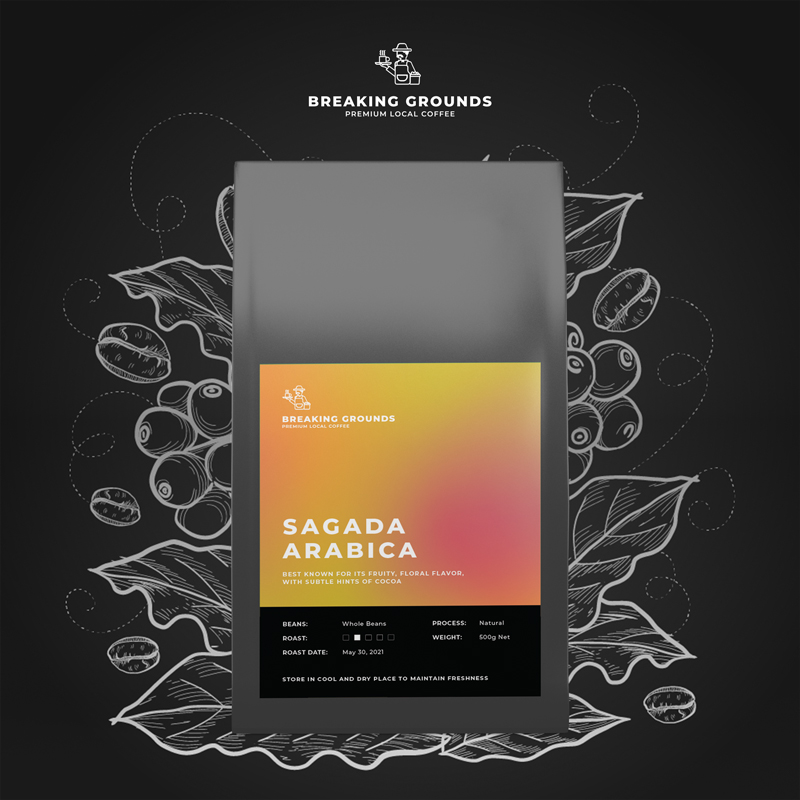 BREAKING GROUNDS
PREMIUM LOCAL COFFEE
BREAKING GROUNDS
PREMIUM LOCAL COFFEE
SAGADA
ARABICA
BEST KNOWN FOR ITS FRUITY, FLORAL FLAVOR,
WITH SUBTLE HINTS OF COCOA
BEANS: Whole Beans PROCESS: Natural
ROAST: WEIGHT: 500g Net
ROAST DATE: May 30, 2021
STORE IN COOL AND DRY PLACE TO MAINTAIN FRESHNESS